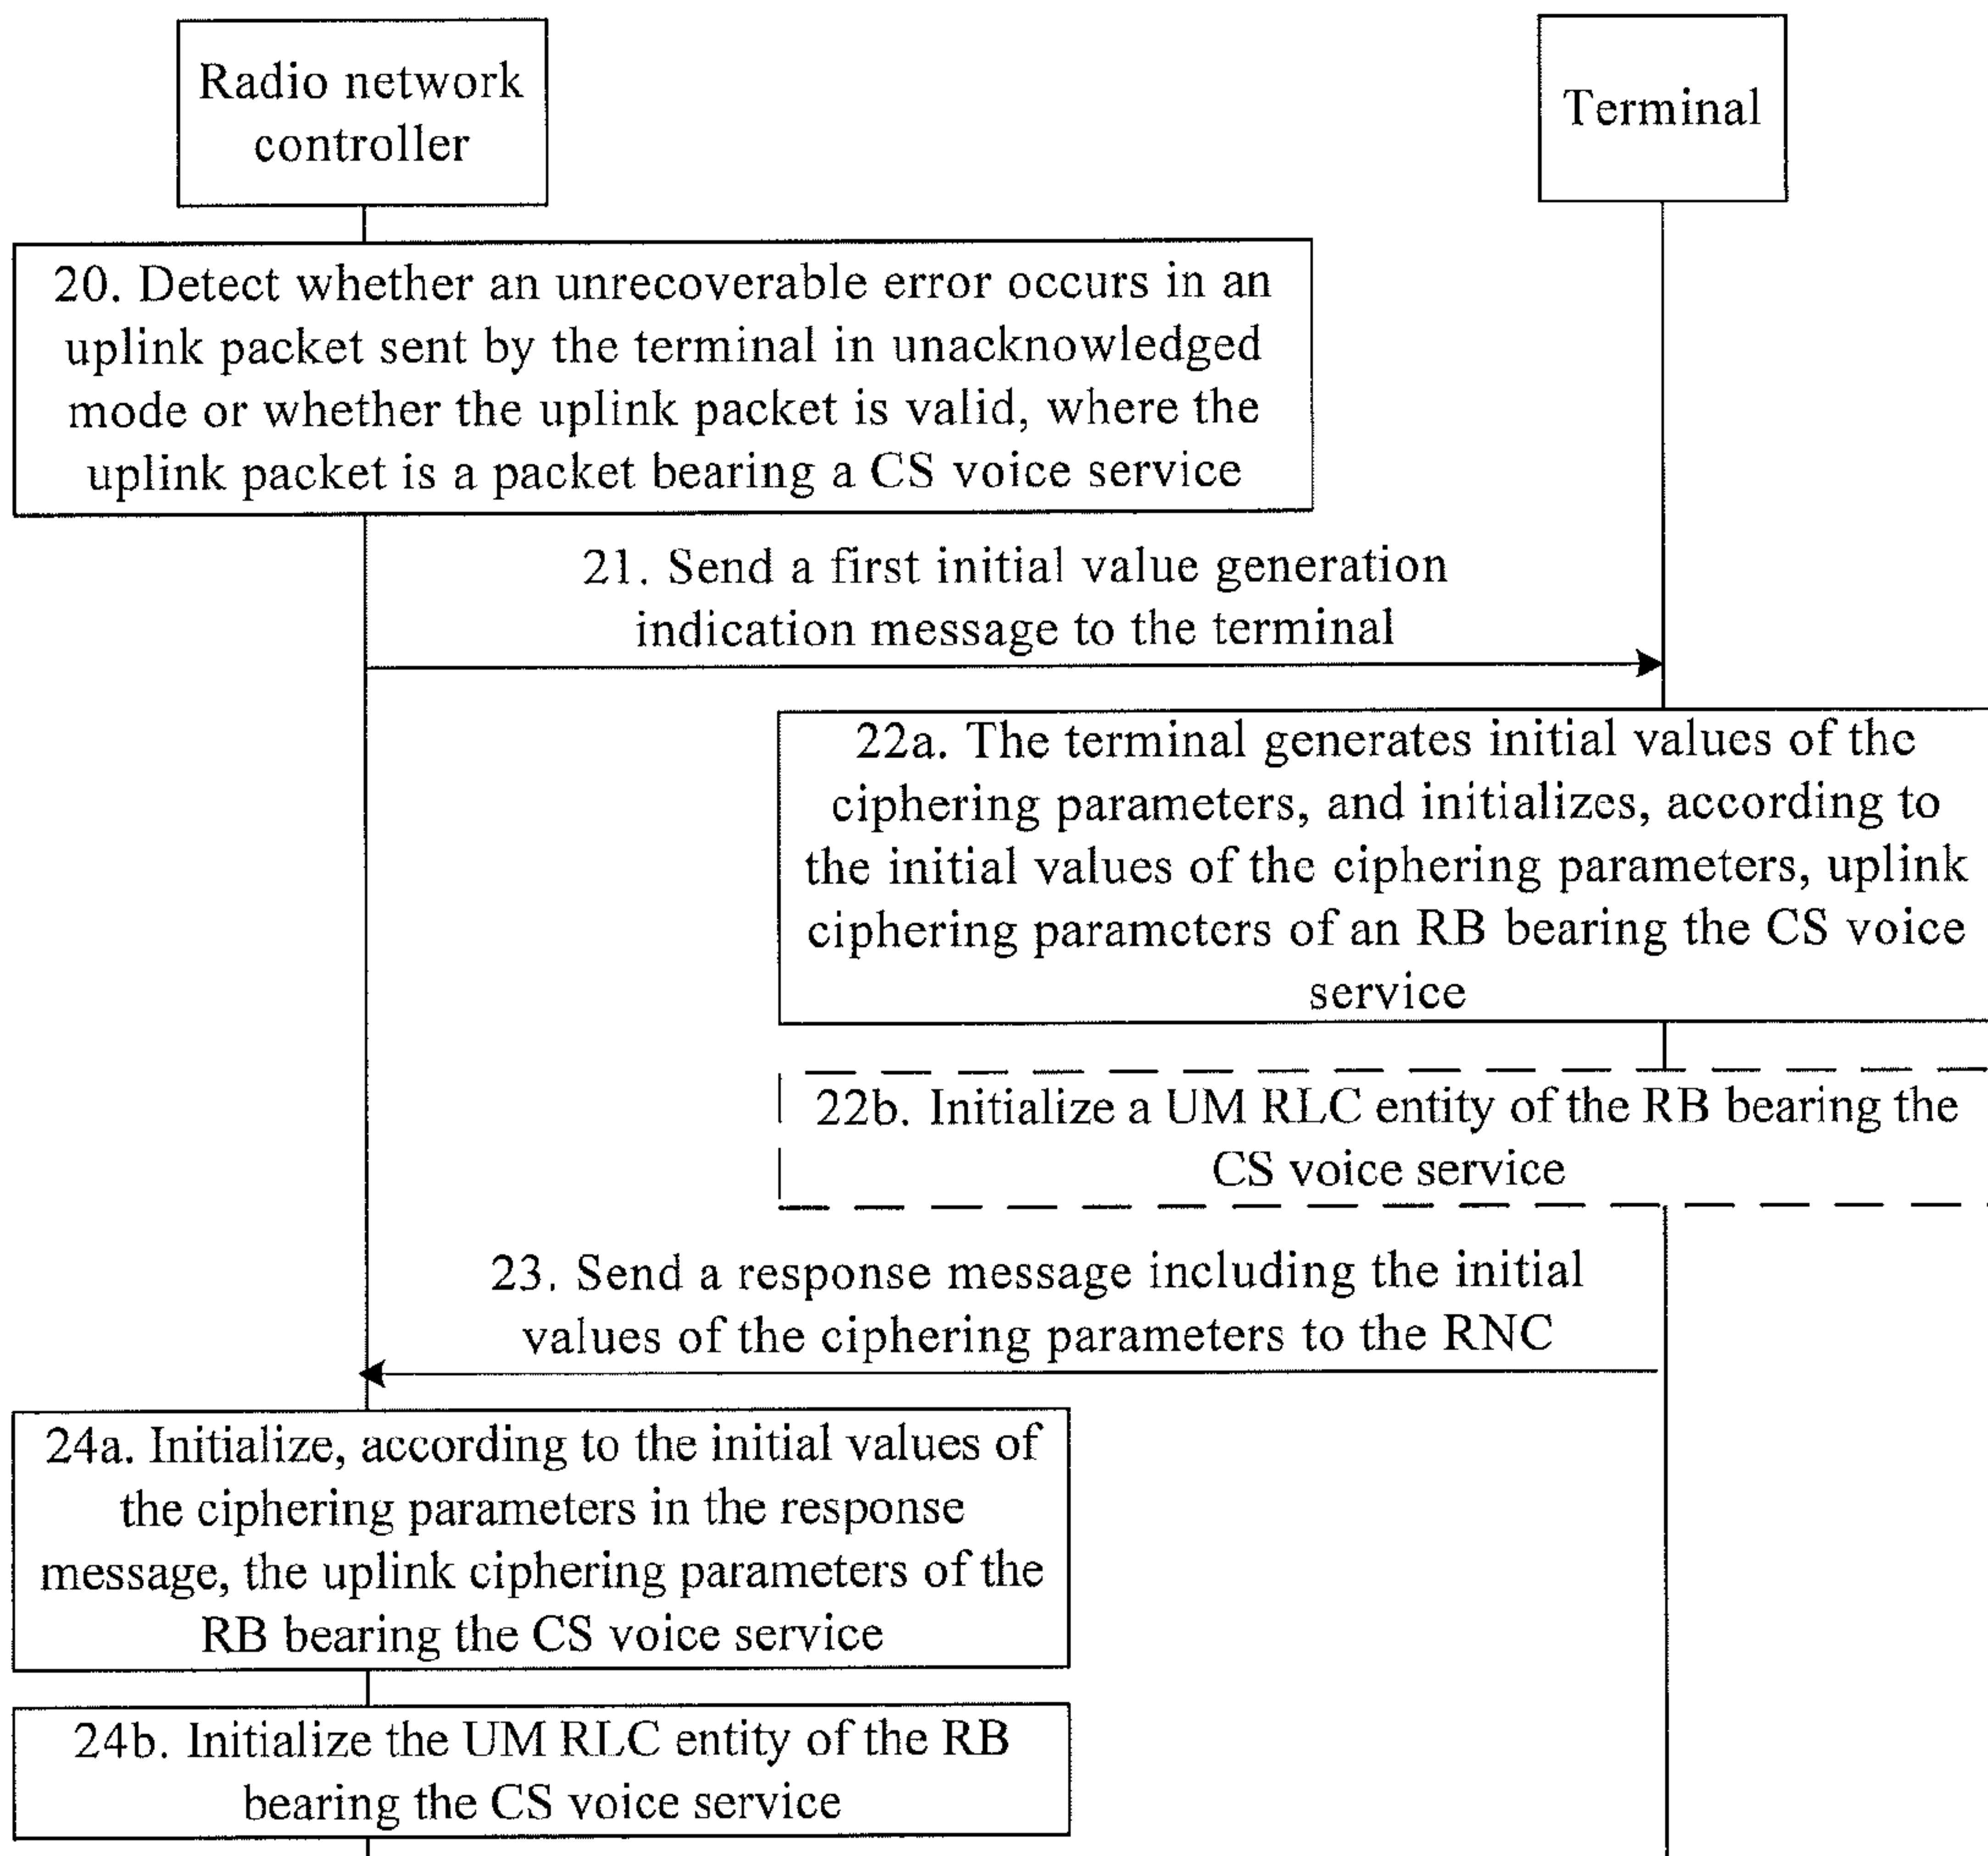 Radio network
controller
Terminal
20. Detect whether an unrecoverable error occurs in an
uplink packet sent by the terminal in unacknowledged
mode or whether the uplink packet is valid, where the
uplink packet is a packet bearing a CS voice service
21. Send a first initial value generation
indication message to the terminal
22a. The terminal generates initial values of the
ciphering parameters, and initializes, according to
the initial values of the ciphering parameters, uplink
ciphering parameters of an RB bearing the CS voice
service
22b. Initialize a UM RLC entity of the RB bearing the
CS voice service
23. Send a response message including the initial
values of the ciphering parameters to the RNC
24a. Initialize, according to the initial values of
the ciphering parameters in the response
message, the uplink ciphering parameters of the
RB bearing the CS voice service
24b. Initialize the UM RLC entity of the RB
bearing the CS voice service